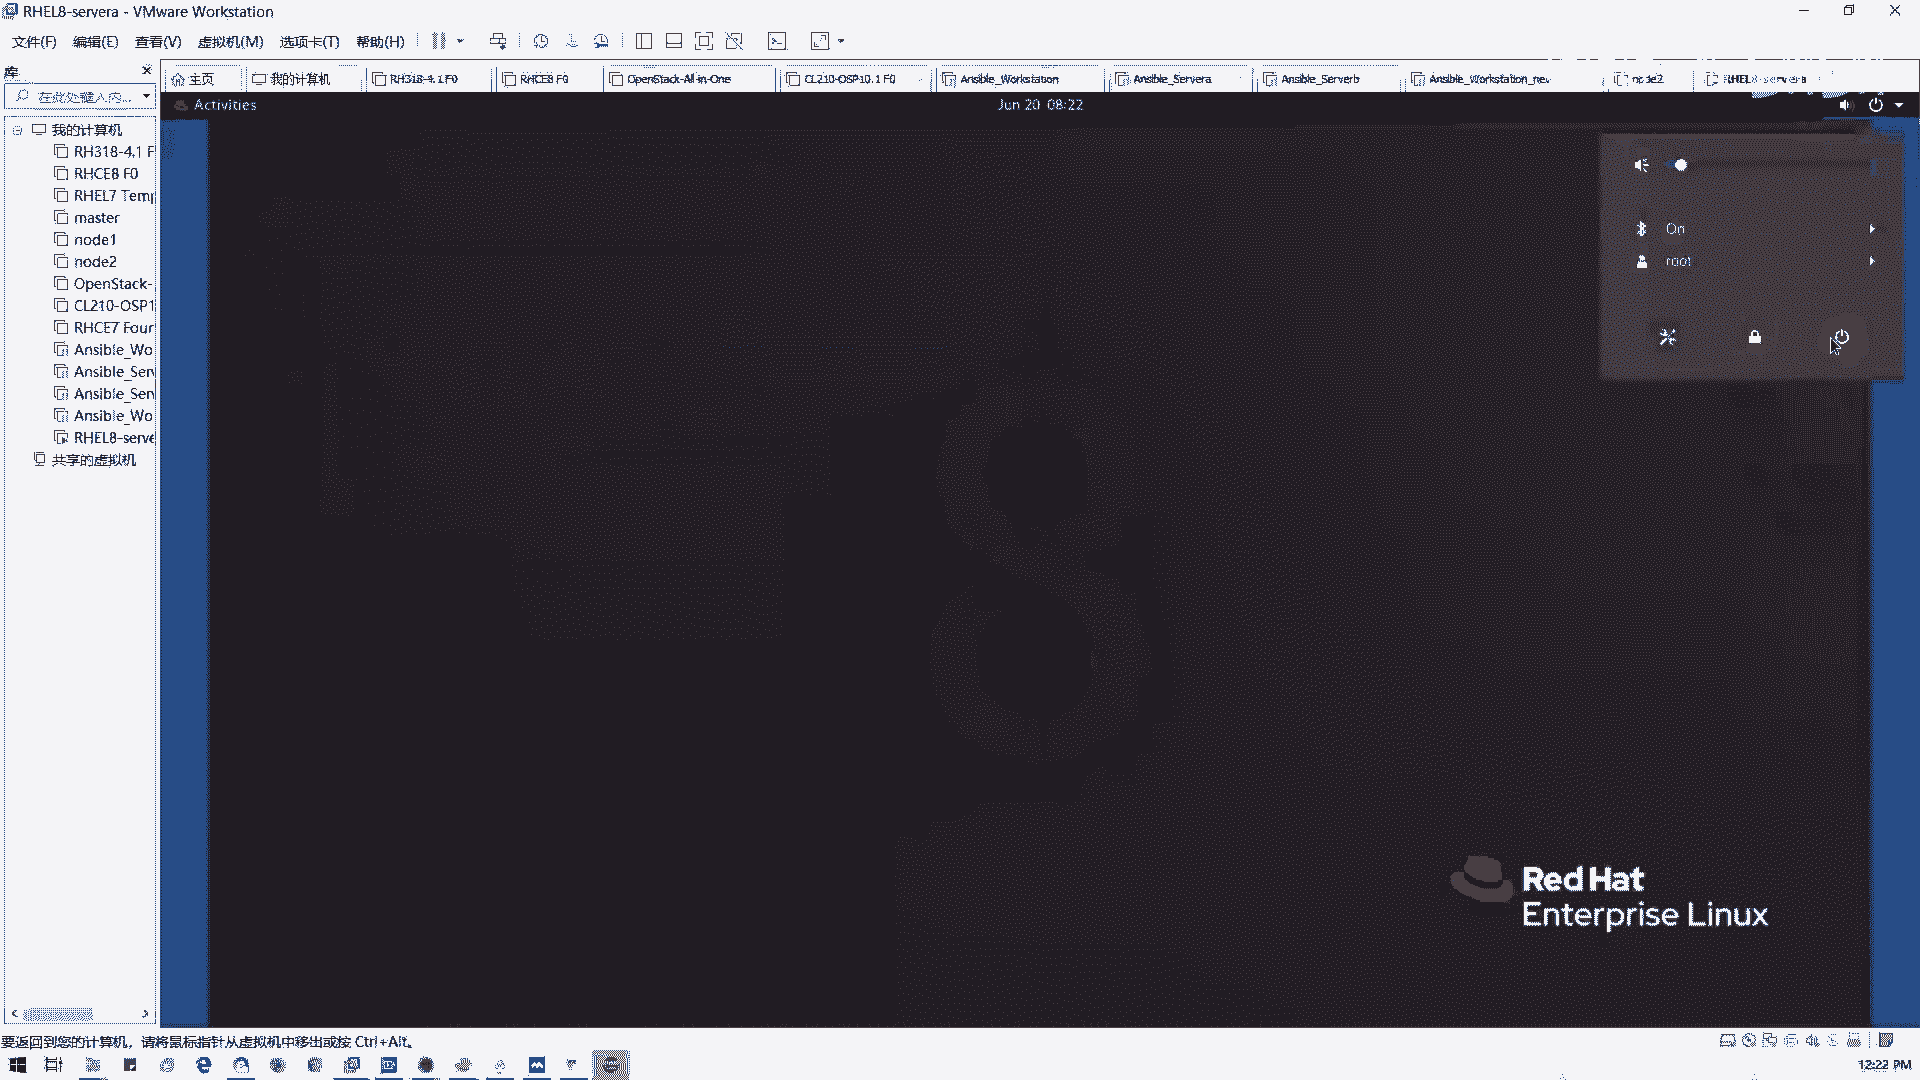 RHEL8-servera - VMware Workstation
文件(F) 编辑(E) 查看(V) 虚拟机(M) 选项卡(T) 帮助(H)
库
在此处键入内...
主页
我的计算机
RH318-4.1 F0
RHCE8 F0
OpenStack-All-in-One
CL210-OSP10.1 F0
Ansible_Workstation
Ansible_Servera
Ansible_Serverb
Ansible_Workstation_nev
node2
RHEL8-servera
Activities
Jun 20 08:22
我的计算机
RH318-4.1 F
RHCE8 F0
RHEL7 Temp
master
node1
node2
OpenStack-
CL210-OSP1
RHCE7 Four
Ansible_Wo
Ansible_Serv
Ansible_Serv
Ansible_Wo
RHEL8-serve
共享的虚拟机
On
root
8
Red Hat
Enterprise Linux
要返回到您的计算机，请将鼠标指针从虚拟机中移出或按 Ctrl+Alt。
12:22 PM